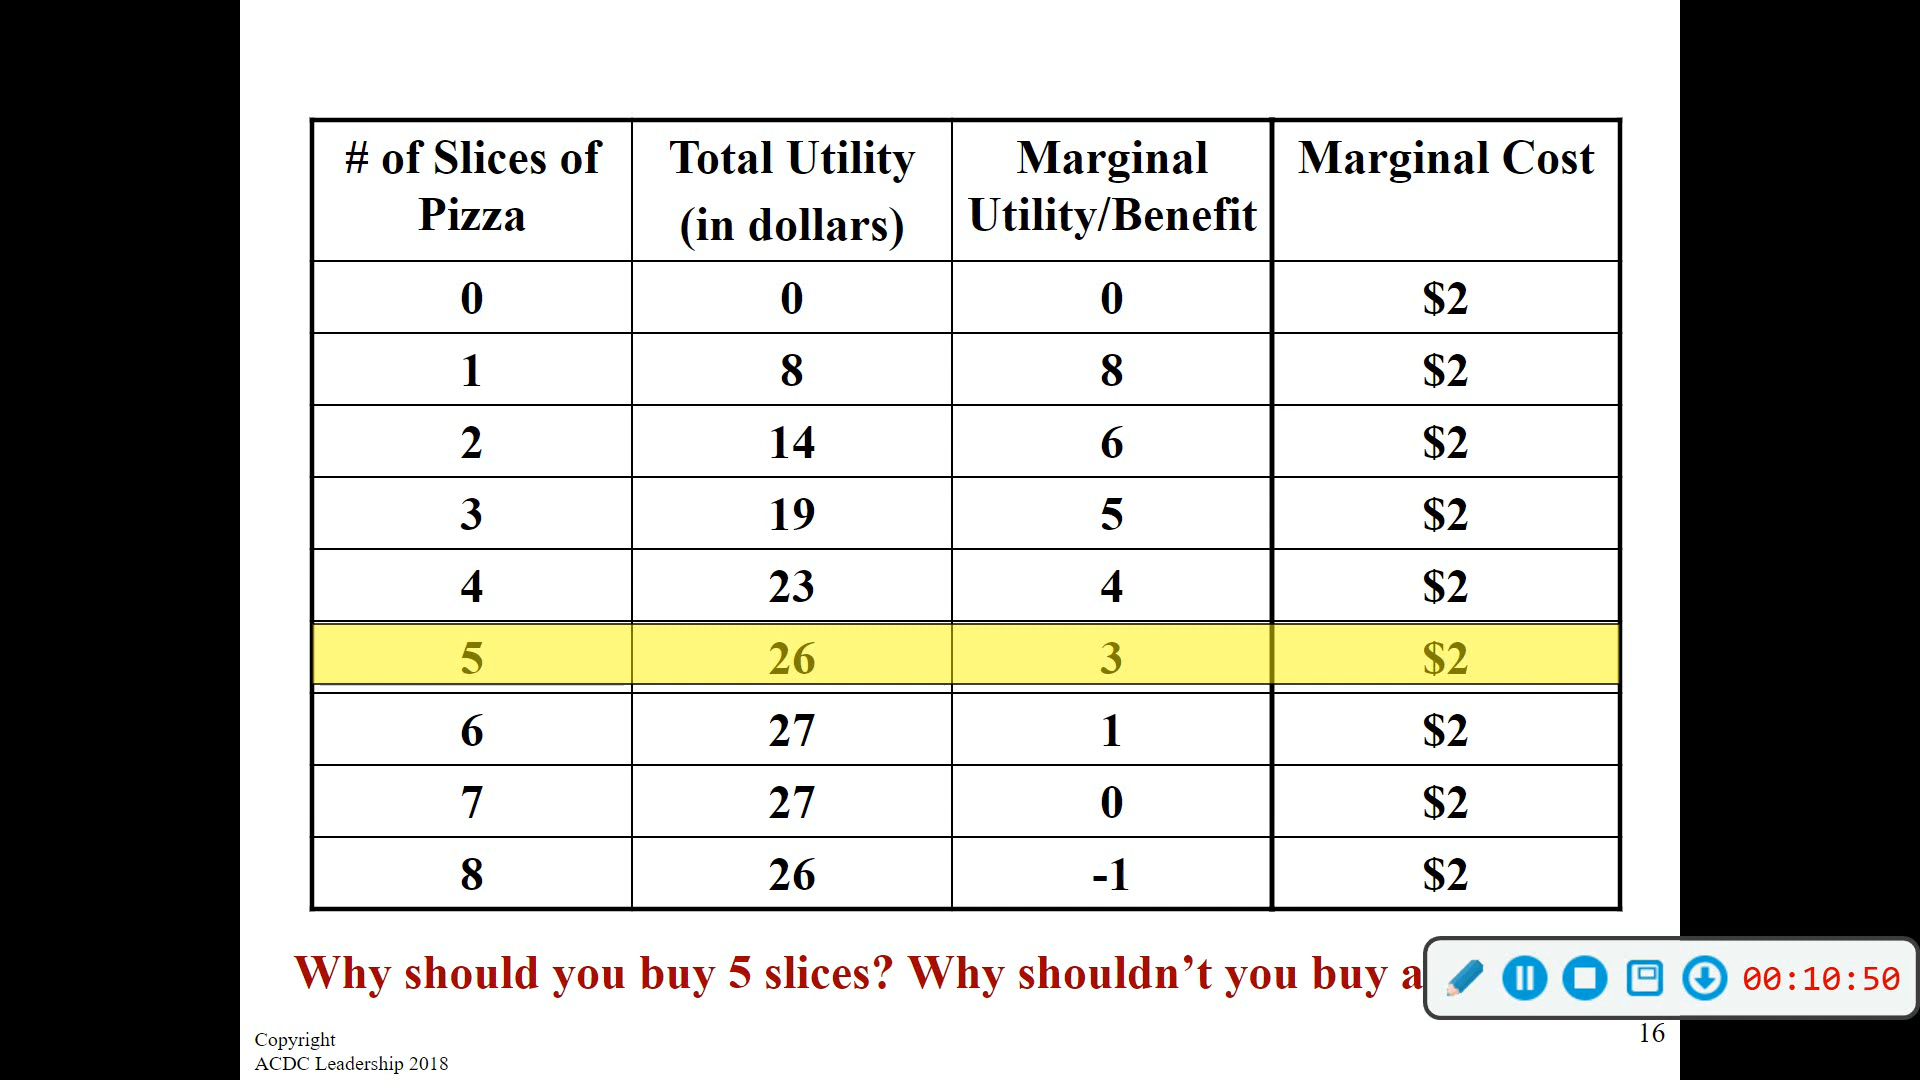 # of Slices of Pizza | Total Utility (in dollars) | Marginal Utility/Benefit | Marginal Cost
0 | 0 | 0 | $2
1 | 8 | 8 | $2
2 | 14 | 6 | $2
3 | 19 | 5 | $2
4 | 23 | 4 | $2
5 | 26 | 3 | $2
6 | 27 | 1 | $2
7 | 27 | 0 | $2
8 | 26 | -1 | $2
Why should you buy 5 slices? Why shouldn’t you buy
00:10:50
16
Copyright
ACDC Leadership 2018